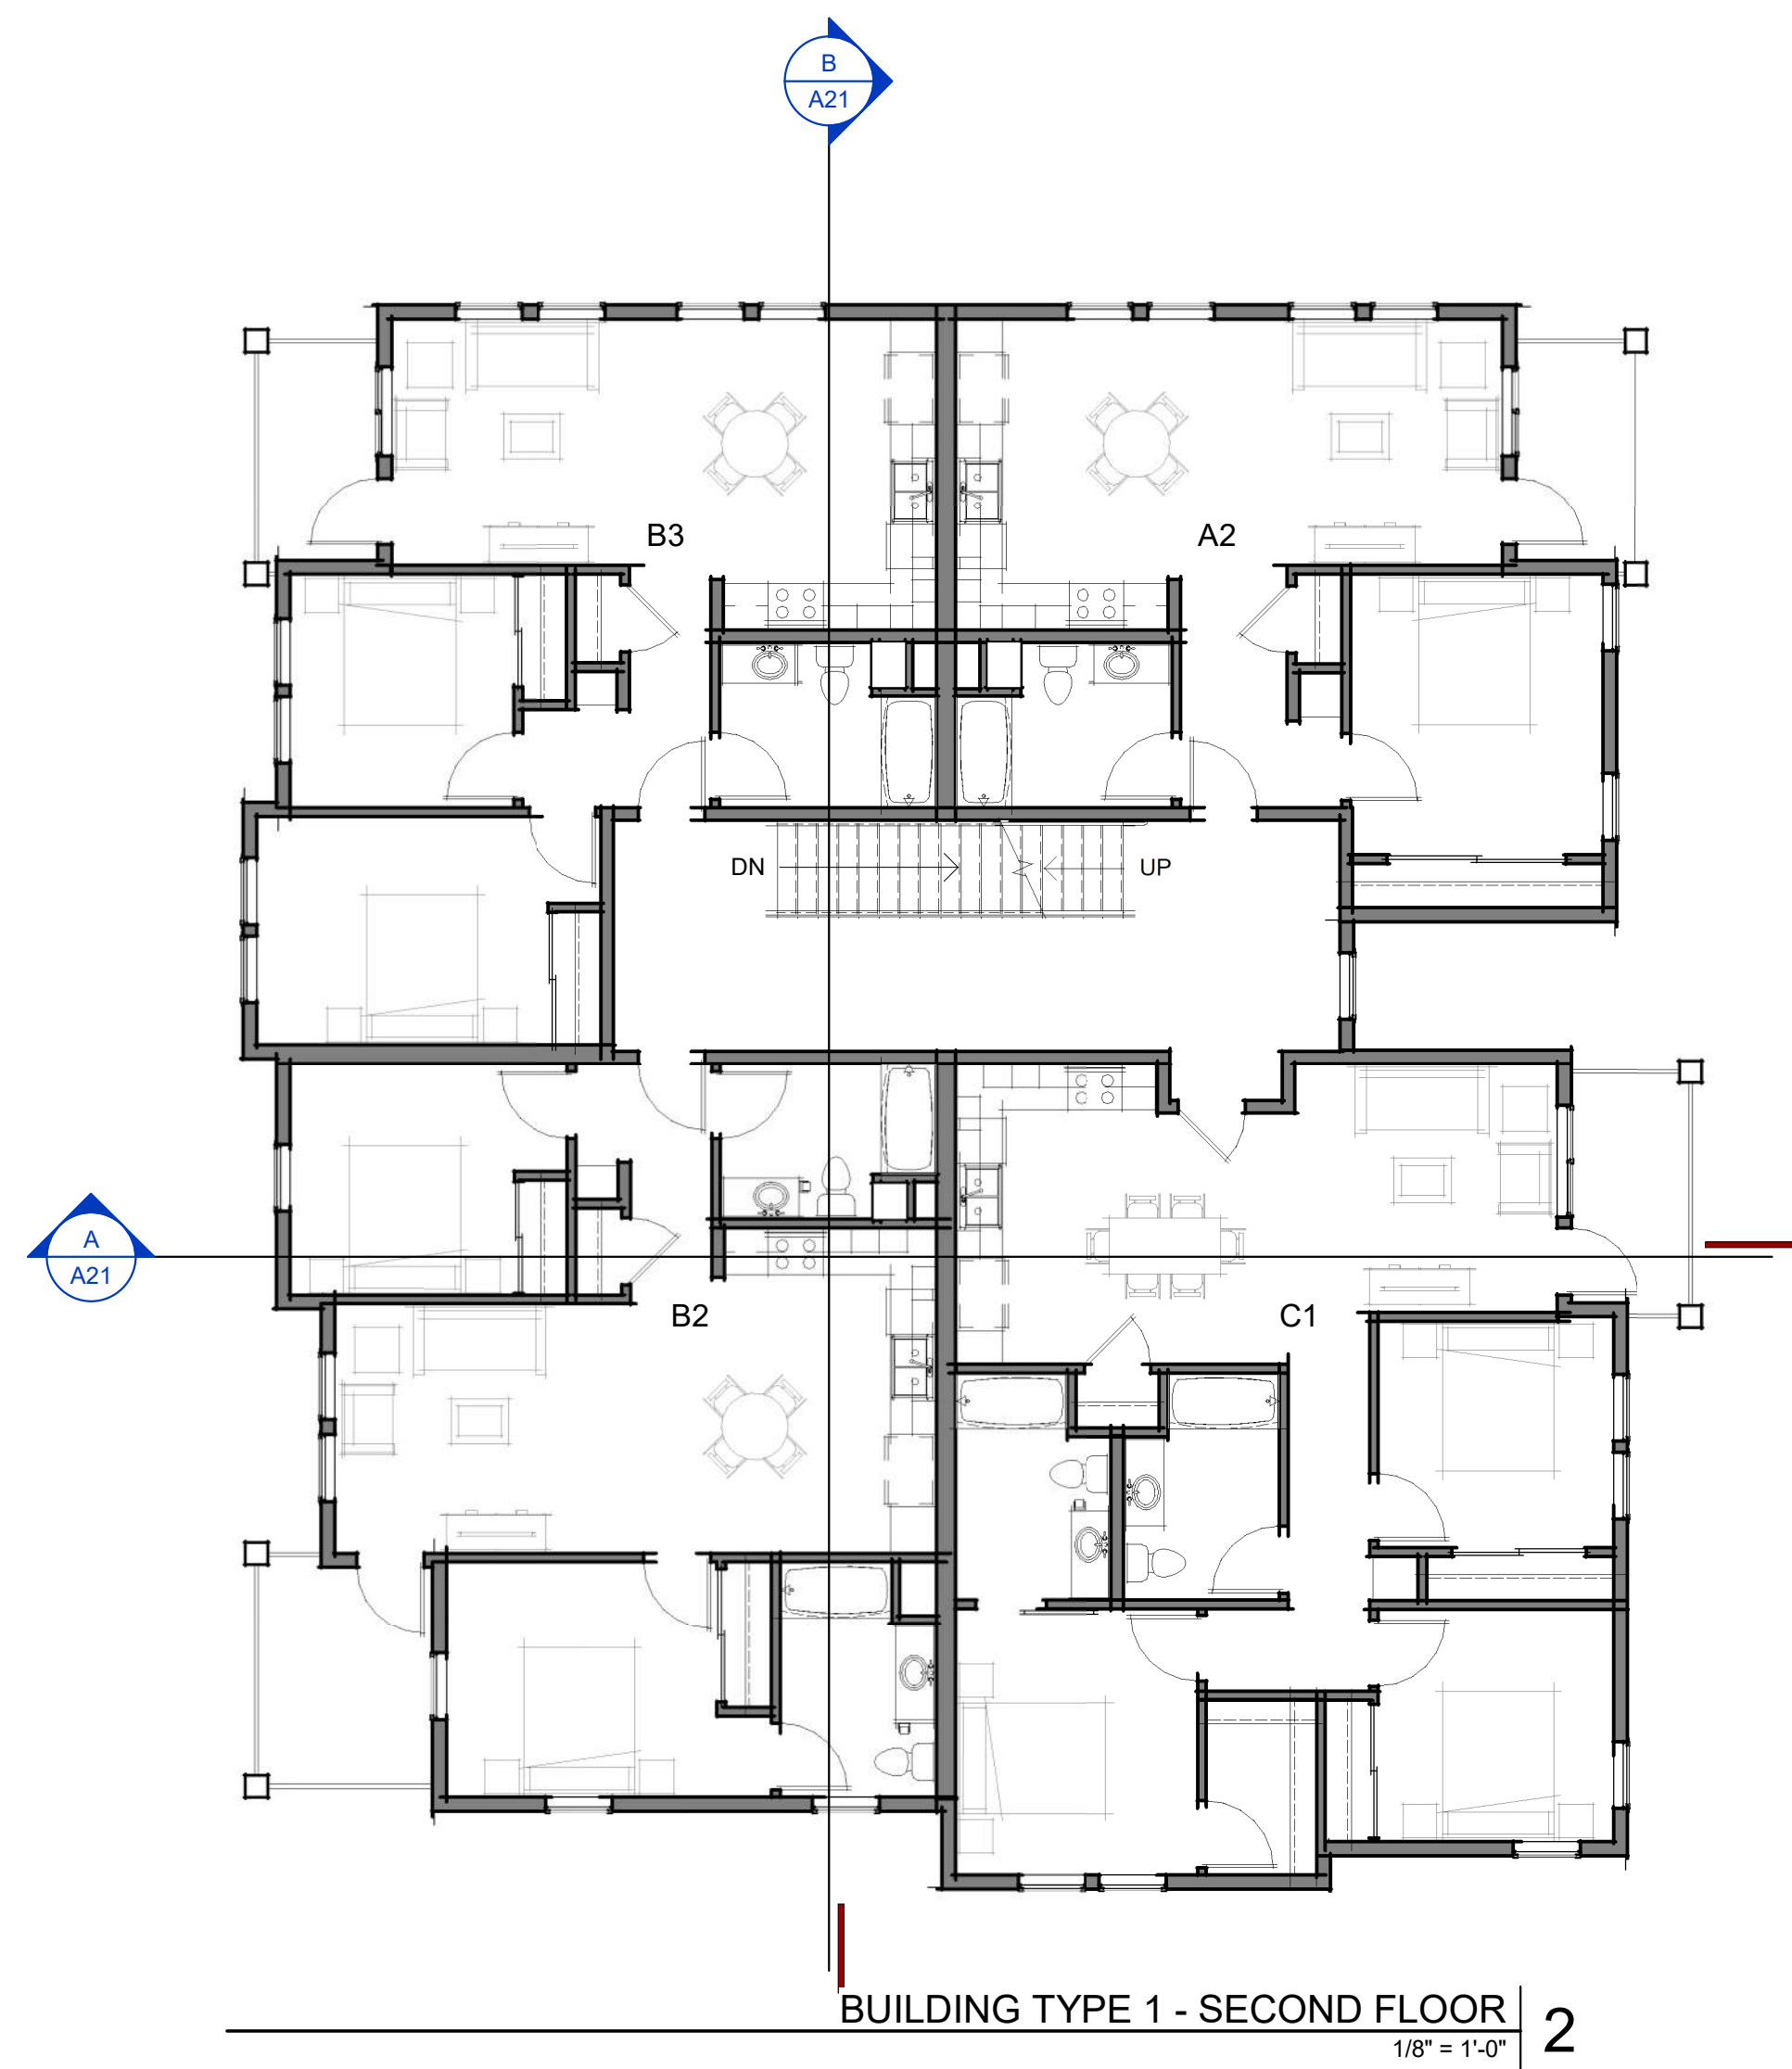 B
A21
B3
A2
DN
UP
A
A21
B2
C1
BUILDING TYPE 1 - SECOND FLOOR
2
1/8" = 1'-0"